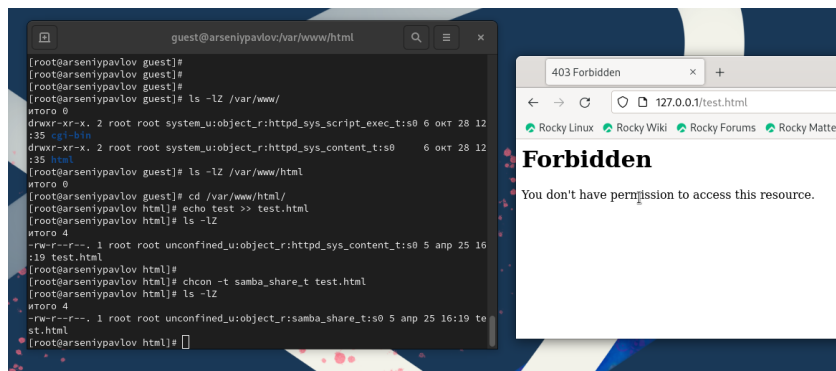 guest@arseniypavlov:/var/www/html
[root@arseniypavlov guest]#
[root@arseniypavlov guest]#
[root@arseniypavlov guest]#
[root@arseniypavlov guest]# ls -lZ /var/www/
итого 0
drwxr-xr-x. 2 root root system_u:object_r:httpd_sys_script_exec_t:s0 6 окт 28 12
:35 cgi-bin
drwxr-xr-x. 2 root root system_u:object_r:httpd_sys_content_t:s0     6 окт 28 12
:35 html
[root@arseniypavlov guest]# ls -lZ /var/www/html
итого 0
[root@arseniypavlov guest]# cd /var/www/html/
[root@arseniypavlov html]# echo test >> test.html
[root@arseniypavlov html]# ls -lZ
итого 4
-rw-r--r--. 1 root root unconfined_u:object_r:httpd_sys_content_t:s0 5 апр 25 16
:19 test.html
[root@arseniypavlov html]#
[root@arseniypavlov html]# chcon -t samba_share_t test.html
[root@arseniypavlov html]# ls -lZ
итого 4
-rw-r--r--. 1 root root unconfined_u:object_r:samba_share_t:s0 5 апр 25 16:19 te
st.html
[root@arseniypavlov html]#
403 Forbidden
127.0.0.1/test.html
Rocky Linux Rocky Wiki Rocky Forums Rocky Matte
Forbidden
You don't have permission to access this resource.